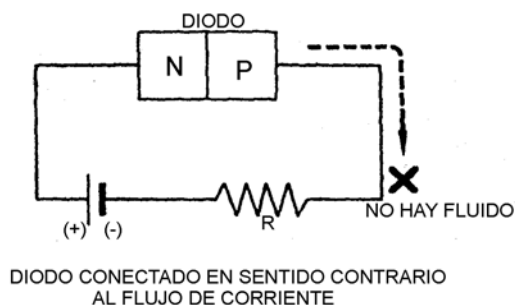 DIODO
N P
(+) (-)
R
NO HAY FLUIDO
DIODO CONECTADO EN SENTIDO CONTRARIO
AL FLUJO DE CORRIENTE